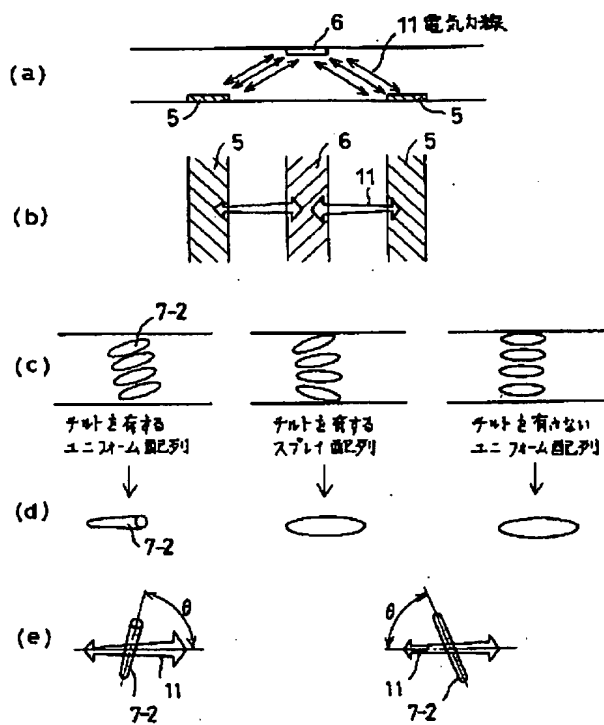 6
11 電気力線
(a)
5
5
5
6
5
11
(b)
7-2
(c)
チルトを有する
ユニフォーム配列
チルトを有する
スプレイ配列
チルトを有さない
ユニフォーム配列
(d)
7-2
(e)
θ
11
7-2
θ
11
7-2